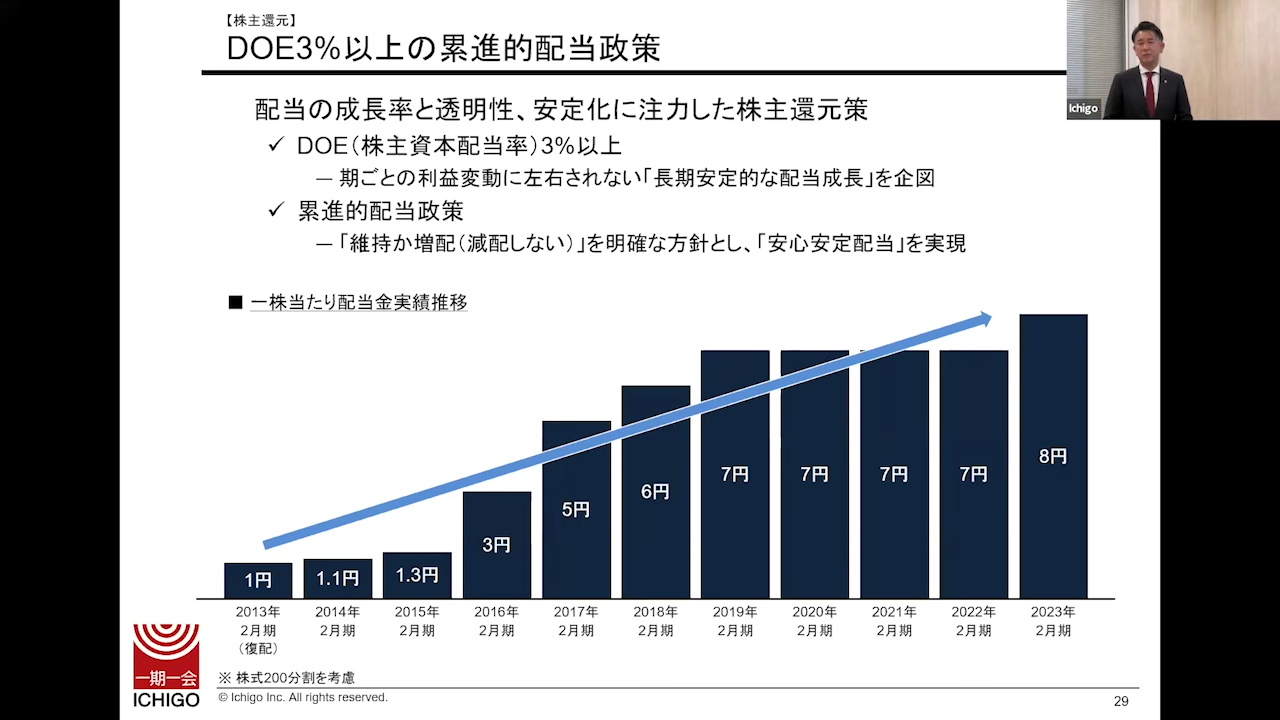 【株主還元】
DOE3%以上の累進的配当政策
Ichigo
配当の成長率と透明性、安定化に注力した株主還元策
✓ DOE（株主資本配当率）3%以上
― 期ごとの利益変動に左右されない「長期安定的な配当成長」を企図
✓ 累進的配当政策
― 「維持か増配（減配しない）」を明確な方針とし、「安心安定配当」を実現
■ 一株当たり配当金実績推移
1円 1.1円 1.3円 3円 5円 6円 7円 7円 7円 7円 8円
2013年 2014年 2015年 2016年 2017年 2018年 2019年 2020年 2021年 2022年 2023年
2月期 2月期 2月期 2月期 2月期 2月期 2月期 2月期 2月期 2月期 2月期
（復配）
一期一会
ICHIGO
※ 株式200分割を考慮
© Ichigo Inc. All rights reserved.
29